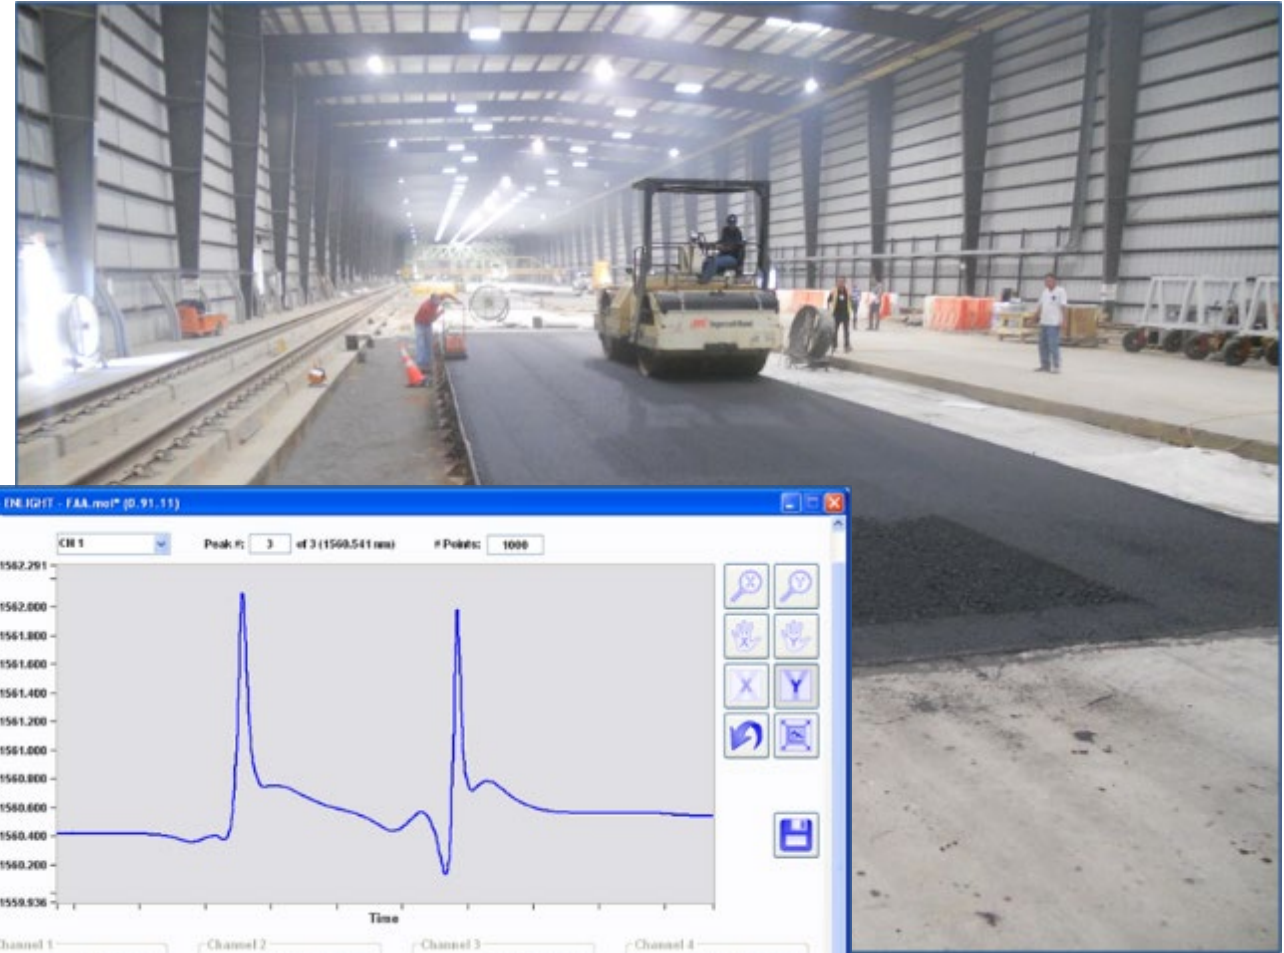 Ingersoll-Rand
ENLIGHT - FAA.moi* (0.91.11)
CH 1
Peak #: 3 of 3 (1560.541 nm)
# Points: 1000
1562.291
1562.000
1561.800
1561.600
1561.400
1561.200
1561.000
1560.800
1560.600
1560.400
1560.200
1559.936
X Y
X Y
X Y
Time
Channel 1 Channel 2 Channel 3 Channel 4